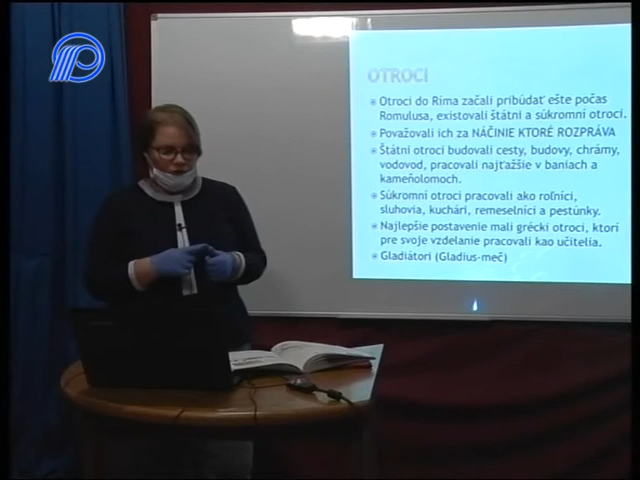 OTROCI
Otroci do Ríma začali pribúdať ešte počas
Romulusa, existovali štátni a súkromní otroci.
Považovali ich za NÁČINIE KTORÉ ROZPRÁVA
Štátni otroci budovali cesty, budovy, chrámy,
vodovod, pracovali najťažšie v baniach a
kameňolomoch.
Súkromní otroci pracovali ako roľníci,
sluhovia, kuchári, remeselníci a pestúnky.
Najlepšie postavenie mali grécki otroci, ktorí
pre svoje vzdelanie pracovali kao učitelia.
Gladiátori (Gladius-meč)